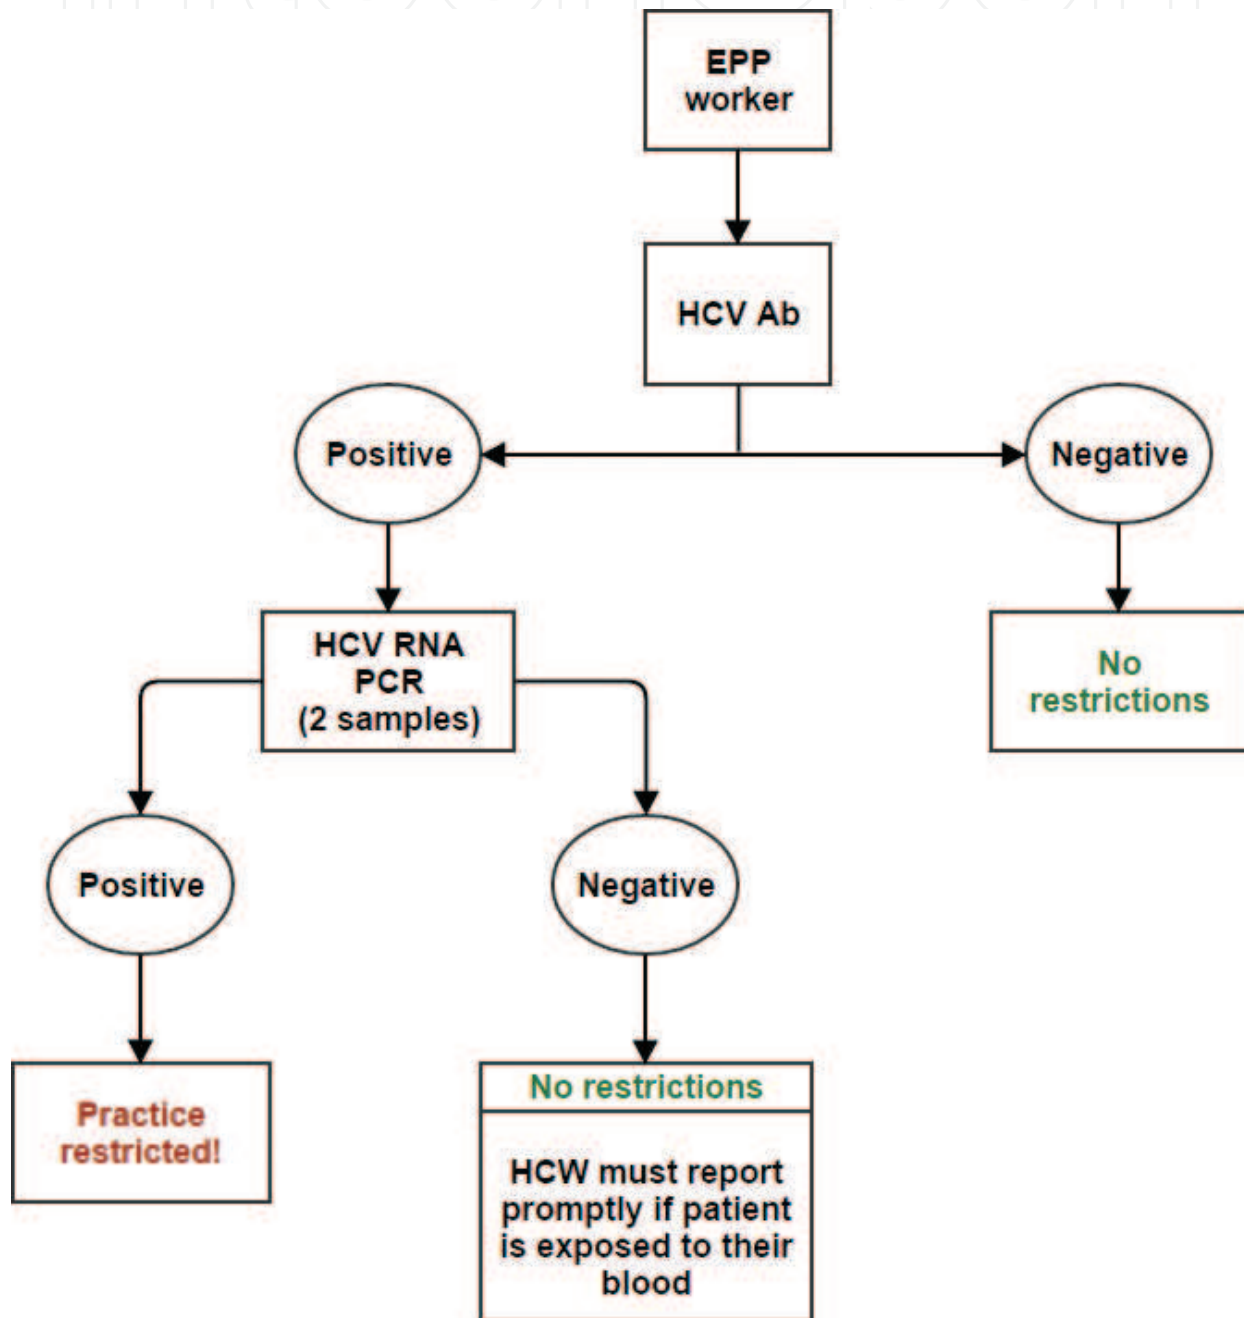 EPP
worker
HCV Ab
Positive
Negative
HCV RNA
PCR
(2 samples)
No
restrictions
Positive
Negative
Practice
restricted!
No restrictions
HCW must report
promptly if patient
is exposed to their
blood